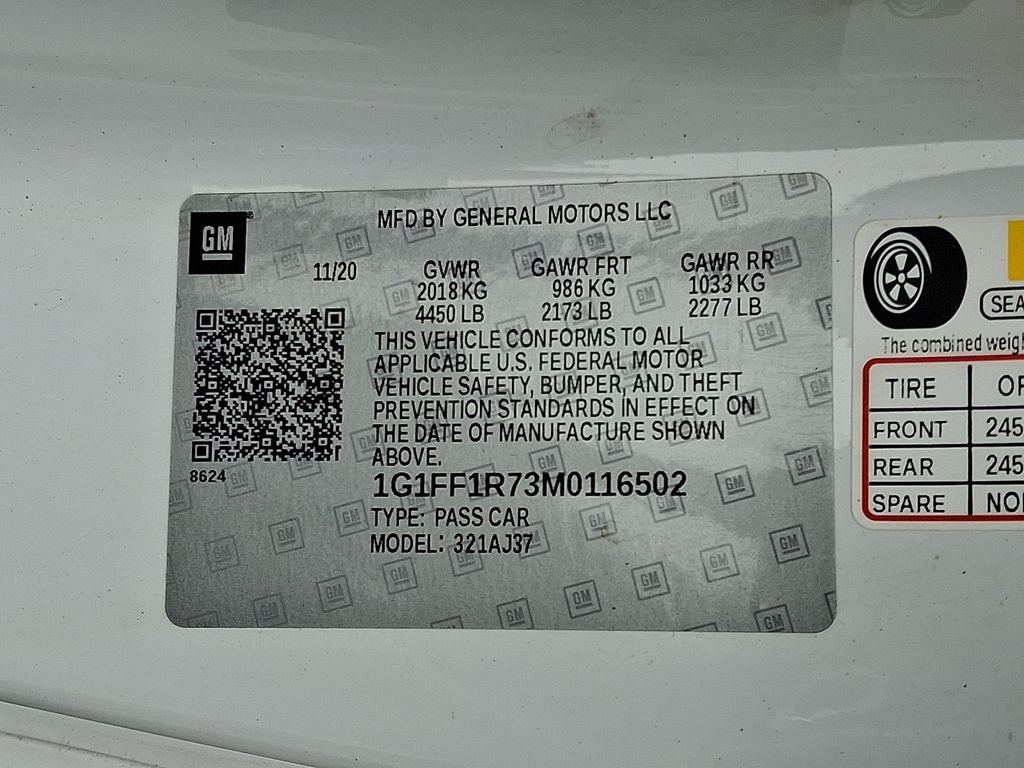 GM
MFD BY GENERAL MOTORS LLC
11/20
GVWR
2018 KG
4450 LB
GAWR FRT
986 KG
2173 LB
GAWR RR
1033 KG
2277 LB
THIS VEHICLE CONFORMS TO ALL
APPLICABLE U.S. FEDERAL MOTOR
VEHICLE SAFETY, BUMPER, AND THEFT
PREVENTION STANDARDS IN EFFECT ON
THE DATE OF MANUFACTURE SHOWN
ABOVE.
8624
1G1FF1R73M0116502
TYPE: PASS CAR
MODEL: 321AJ37
SEA
The combined weigh
TIRE
FRONT 245
REAR 245
SPARE